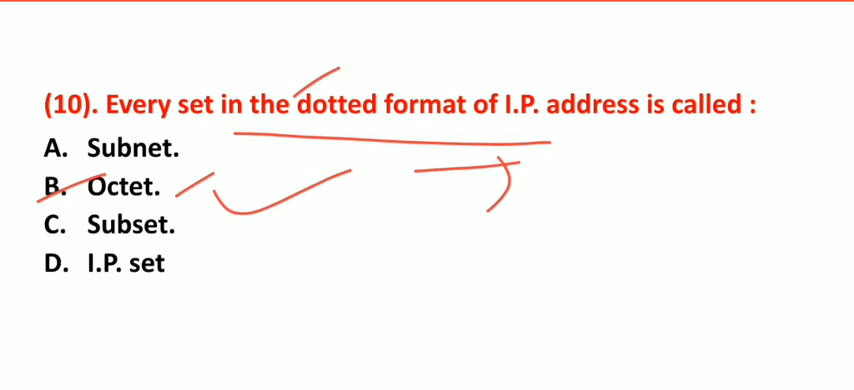 (10). Every set in the dotted format of I.P. address is called :
A. Subnet.
B. Octet.
C. Subset.
D. I.P. set